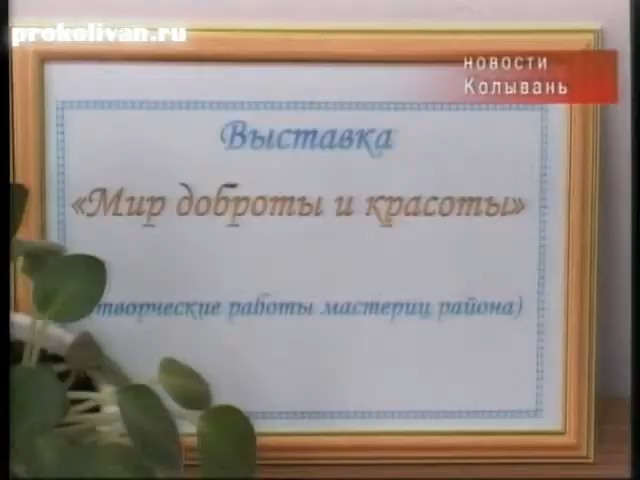 prokolivan.ru
новости
Колывань
Выставка
«Мир доброты и красоты»
творческие работы мастериц района)